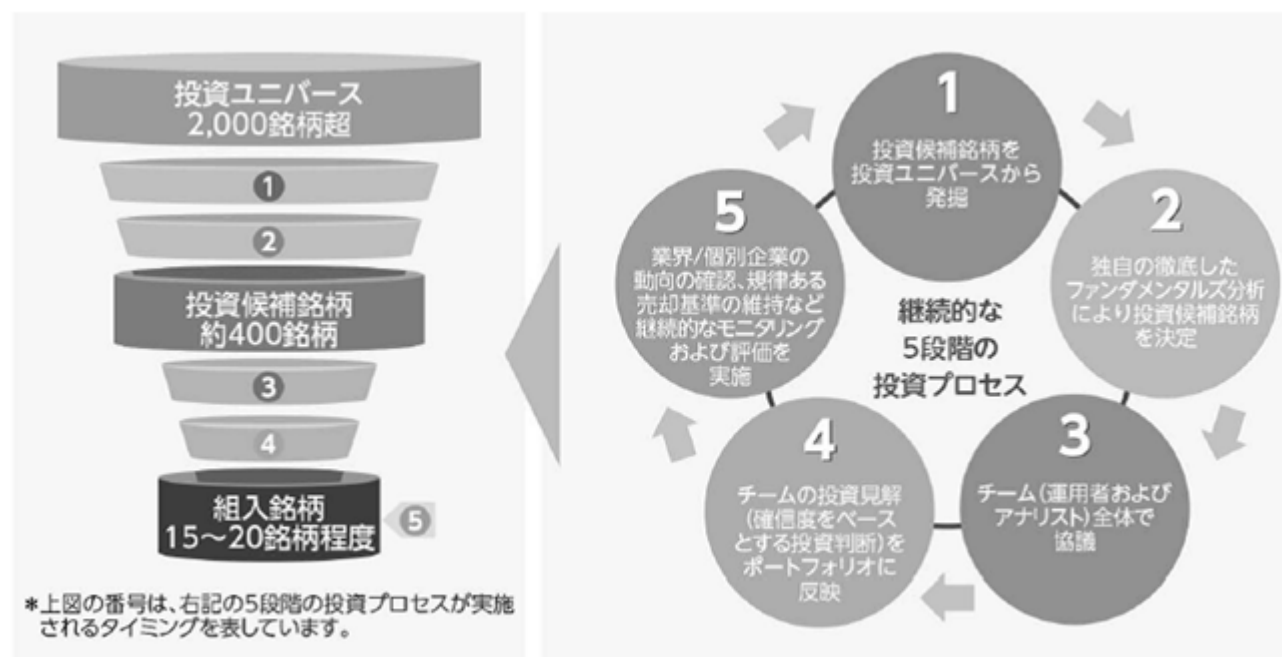 投資ユニバース
2,000銘柄超
1
2
投資候補銘柄
約400銘柄
3
4
組入銘柄
15～20銘柄程度
5
*上図の番号は、右記の5段階の投資プロセスが実施
されるタイミングを表しています。
1
投資候補銘柄を
投資ユニバースから
発掘
2
独自の徹底した
ファンダメンタルズ分析
により投資候補銘柄
を決定
3
チーム(運用者および
アナリスト)全体で
協議
4
チームの投資見解
(確信度をベース
とする投資判断)を
ポートフォリオに
反映
5
業界/個別企業の
動向の確認、規律ある
売却基準の維持など
継続的なモニタリング
および評価を
実施
継続的な
5段階の
投資プロセス